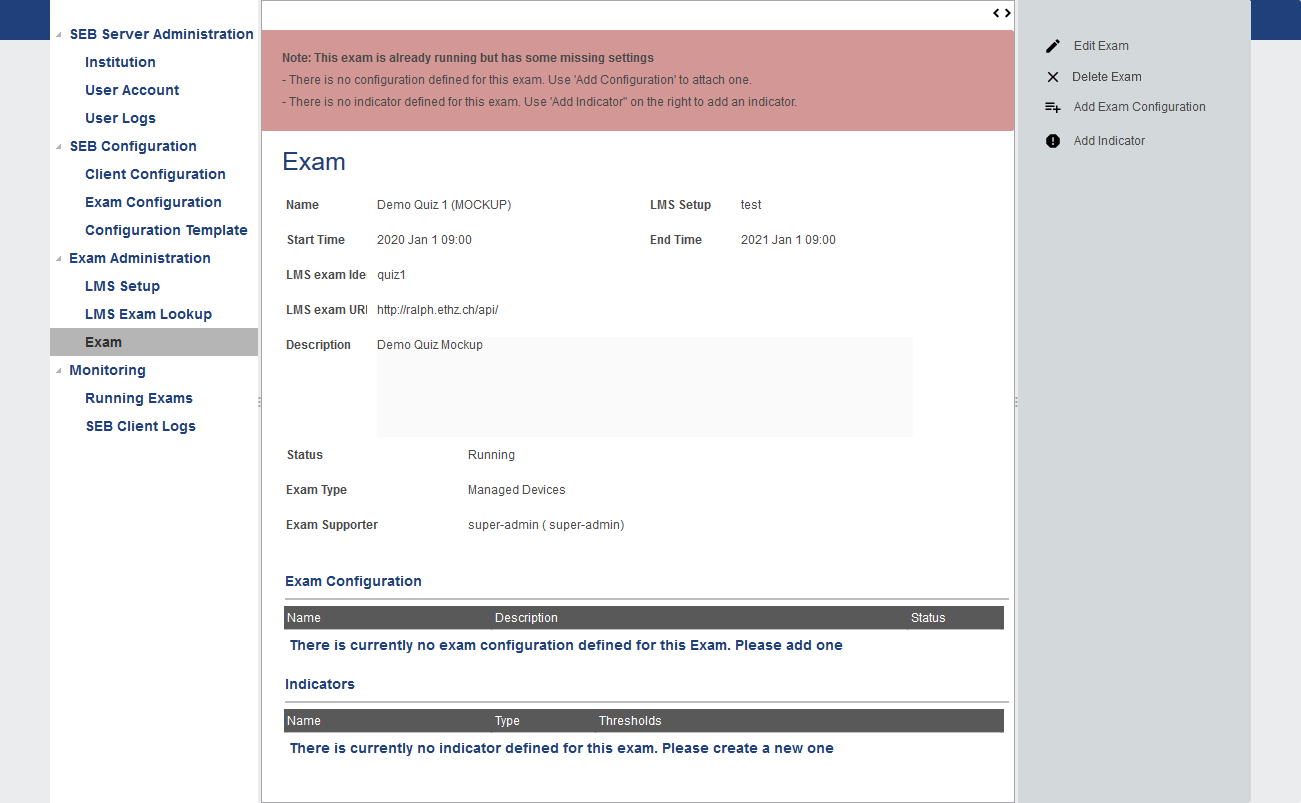 SEB Server Administration
Institution
User Account
User Logs
SEB Configuration
Client Configuration
Exam Configuration
Configuration Template
Exam Administration
LMS Setup
LMS Exam Lookup
Exam
Monitoring
Running Exams
SEB Client Logs
Note: This exam is already running but has some missing settings
- There is no configuration defined for this exam. Use 'Add Configuration' to attach one.
- There is no indicator defined for this exam. Use 'Add Indicator" on the right to add an indicator.
Exam
Name Demo Quiz 1 (MOCKUP) LMS Setup test
Start Time 2020 Jan 1 09:00 End Time 2021 Jan 1 09:00
LMS exam Ide quiz1
LMS exam URL http://ralph.ethz.ch/api/
Description Demo Quiz Mockup
Status Running
Exam Type Managed Devices
Exam Supporter super-admin ( super-admin)
Exam Configuration
Name Description Status
There is currently no exam configuration defined for this Exam. Please add one
Indicators
Name Type Thresholds
There is currently no indicator defined for this exam. Please create a new one
Edit Exam
Delete Exam
Add Exam Configuration
Add Indicator